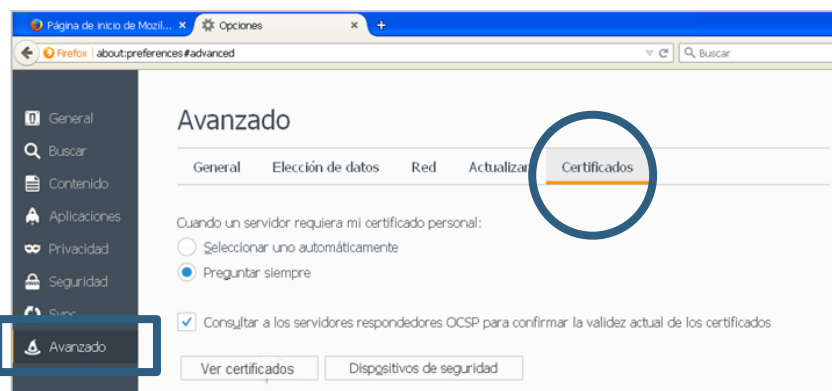 Página de inicio de Mozil... × Opciones × +
Firefox about:preferences#advanced Buscar
General
Buscar
Contenido
Aplicaciones
Privacidad
Seguridad
Sync
Avanzado
Avanzado
General Elección de datos Red Actualizar Certificados
Cuando un servidor requiera mi certificado personal:
Seleccionar uno automáticamente
Preguntar siempre
Consultar a los servidores respondedores OCSP para confirmar la validez actual de los certificados
Ver certificados Dispositivos de seguridad